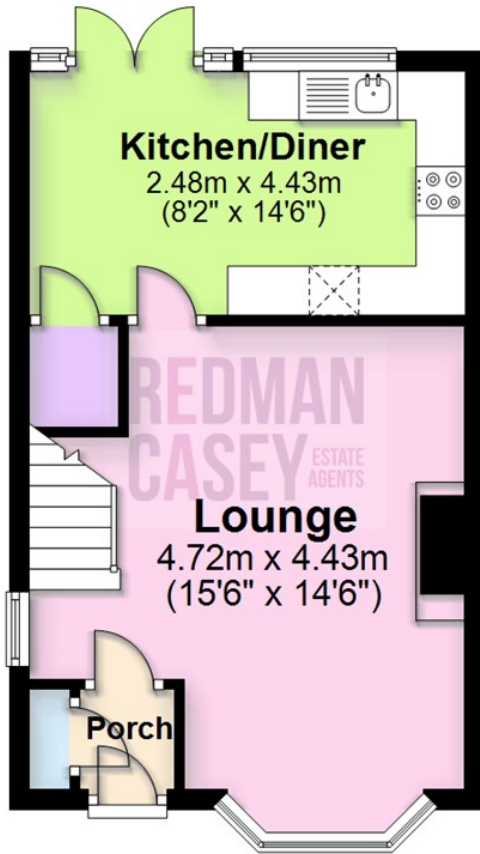 Kitchen/Diner
2.48m x 4.43m
(8'2" x 14'6")
REDMAN
CASEY
ESTATE
AGENTS
Lounge
4.72m x 4.43m
(15'6" x 14'6")
Porch